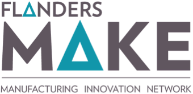 FLANDERS
MAKE
MANUFACTURING INNOVATION NETWORK